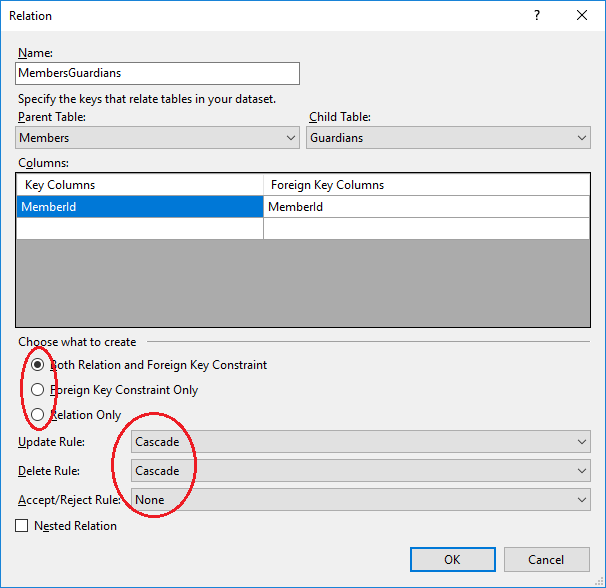 Relation
?
Name:
MembersGuardians
Specify the keys that relate tables in your dataset.
Parent Table: Child Table:
Members Guardians
Columns:
Key Columns Foreign Key Columns
MemberId MemberId
Choose what to create
Both Relation and Foreign Key Constraint
Foreign Key Constraint Only
Relation Only
Update Rule: Cascade
Delete Rule: Cascade
Accept/Reject Rule: None
Nested Relation
OK Cancel